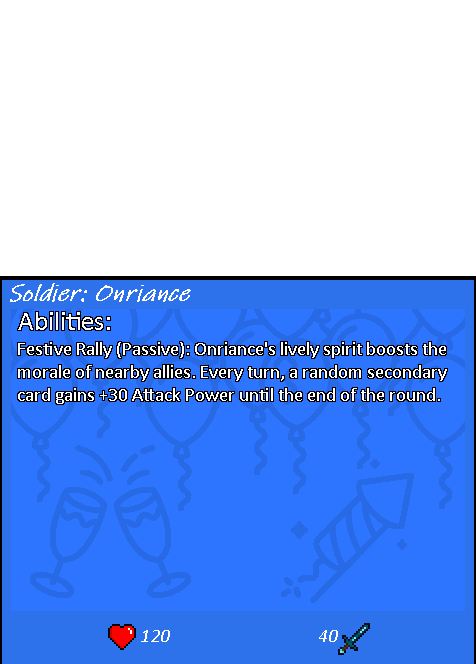 Soldier: Onriance
Abilities:
Festive Rally (Passive): Onriance's lively spirit boosts the
morale of nearby allies. Every turn, a random secondary
card gains +30 Attack Power until the end of the round.
120
40